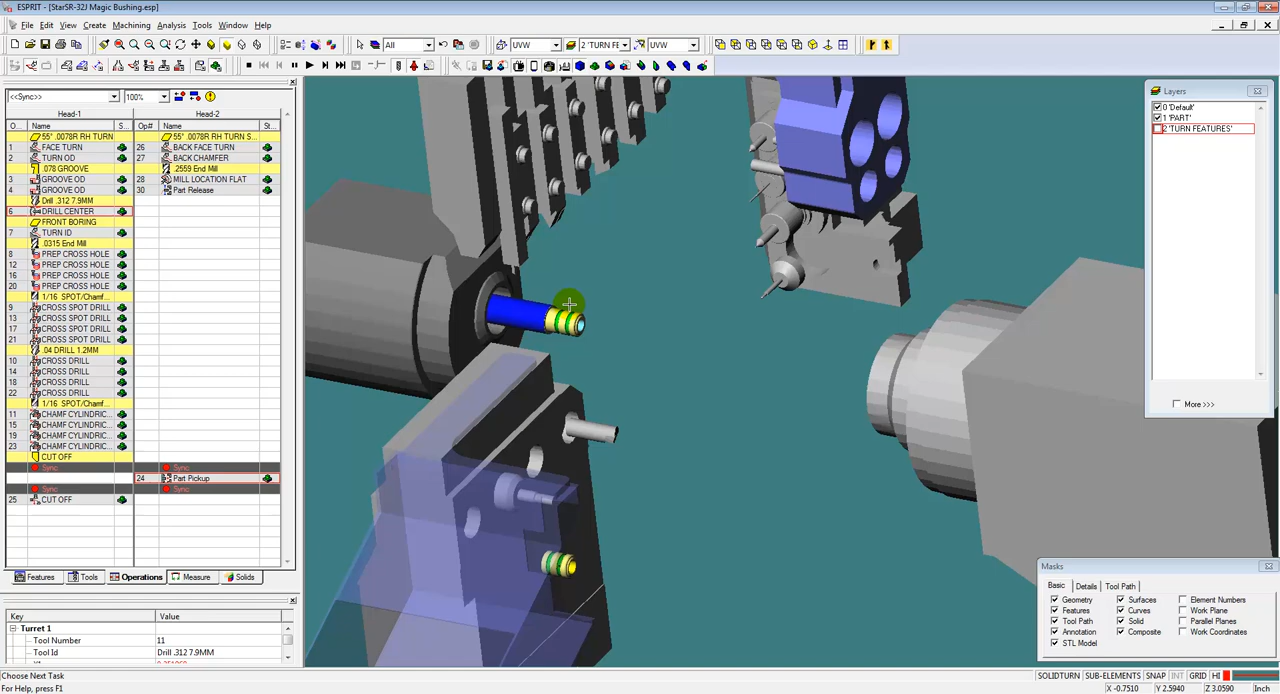 ESPRIT - [StarSR-32J Magic Bushing.esp]
File Edit View Create Machining Analysis Tools Window Help
All UVW 2 'TURN FE UVW
<<Sync>> 100%
Head-1 Head-2
O... Name S... Op# Name St...
55° .0078R RH TURN 55° .0078R RH TURN S...
1 FACE TURN 26 BACK FACE TURN
2 TURN OD 27 BACK CHAMFER
.078 GROOVE .2559 End Mill
3 GROOVE OD 28 MILL LOCATION FLAT
4 GROOVE OD 30 Part Release
Drill .312 7.9MM
6 DRILL CENTER
FRONT BORING
7 TURN ID
.0315 End Mill
8 PREP CROSS HOLE
12 PREP CROSS HOLE
16 PREP CROSS HOLE
20 PREP CROSS HOLE
1/16 SPOT/Chamf...
9 CROSS SPOT DRILL
13 CROSS SPOT DRILL
17 CROSS SPOT DRILL
21 CROSS SPOT DRILL
.04 DRILL 1.2MM
10 CROSS DRILL
14 CROSS DRILL
18 CROSS DRILL
22 CROSS DRILL
1/16 SPOT/Chamf...
11 CHAMF CYLINDRIC...
15 CHAMF CYLINDRIC...
19 CHAMF CYLINDRIC...
23 CHAMF CYLINDRIC...
CUT OFF
Sync Sync
24 Part Pickup
Sync Sync
25 CUT OFF
Features Tools Operations Measure Solids
Key Value
Turret 1
Tool Number 11
Tool Id Drill .312 7.9MM
Layers
0 'Default'
1 'PART'
2 'TURN FEATURES'
More >>>
Masks
Basic Details Tool Path
Geometry Surfaces Element Numbers
Features Curves Work Plane
Tool Path Solid Parallel Planes
Annotation Composite Work Coordinates
STL Model
Choose Next Task
SOLIDTURN SUB-ELEMENTS SNAP INT GRID HI
For Help, press F1
X -0.7510 Y 2.5940 Z 3.0590 Inch